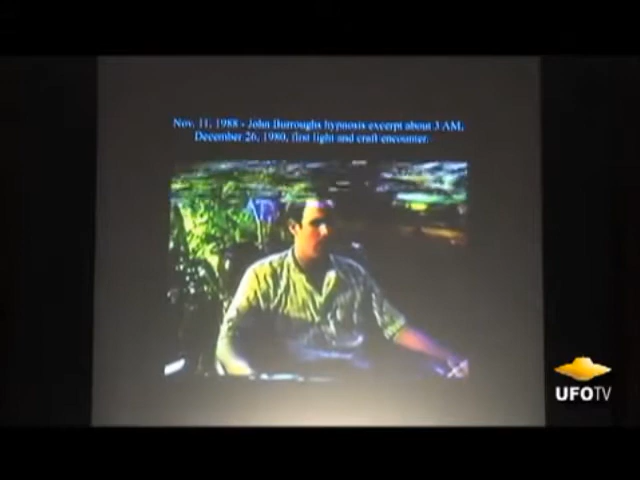 Nov. 11, 1988 - John Burroughs hypnosis excerpt about 3 AM,
December 26, 1980, first light and craft encounter.
UFOTV